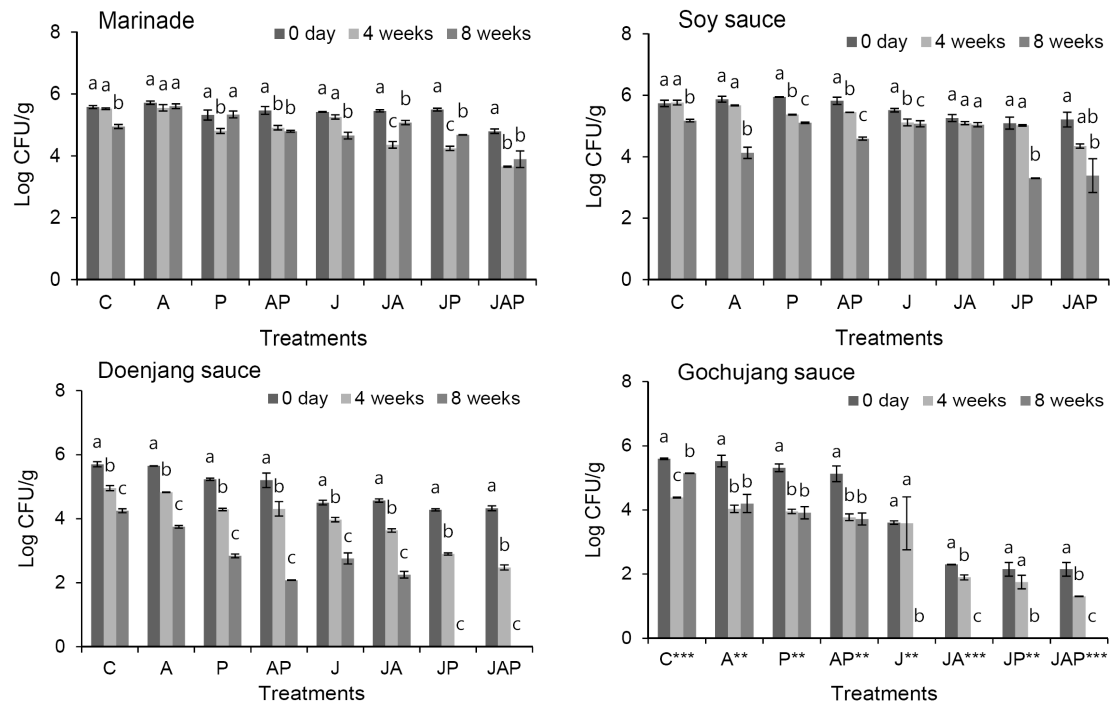 Marinade
0 day 4 weeks 8 weeks
Log CFU/g
8
6
4
2
0
a a b a a a a b a a b b a a b a c b a c b a b b
C A P AP J JA JP JAP
Treatments
Soy sauce
0 day 4 weeks 8 weeks
Log CFU/g
8
6
4
2
0
a a b a a b a b c a b c a b c a a a a a b a ab b
C A P AP J JA JP JAP
Treatments
Doenjang sauce
0 day 4 weeks 8 weeks
Log CFU/g
8
6
4
2
0
a b c a b c a b c a b c a b c a b c a b c a b c
C A P AP J JA JP JAP
Treatments
Gochujang sauce
0 day 4 weeks 8 weeks
Log CFU/g
8
6
4
2
0
a c b a b b a b b a b b a a b a b c a a b a b c
C*** A** P** AP** J** JA*** JP** JAP***
Treatments